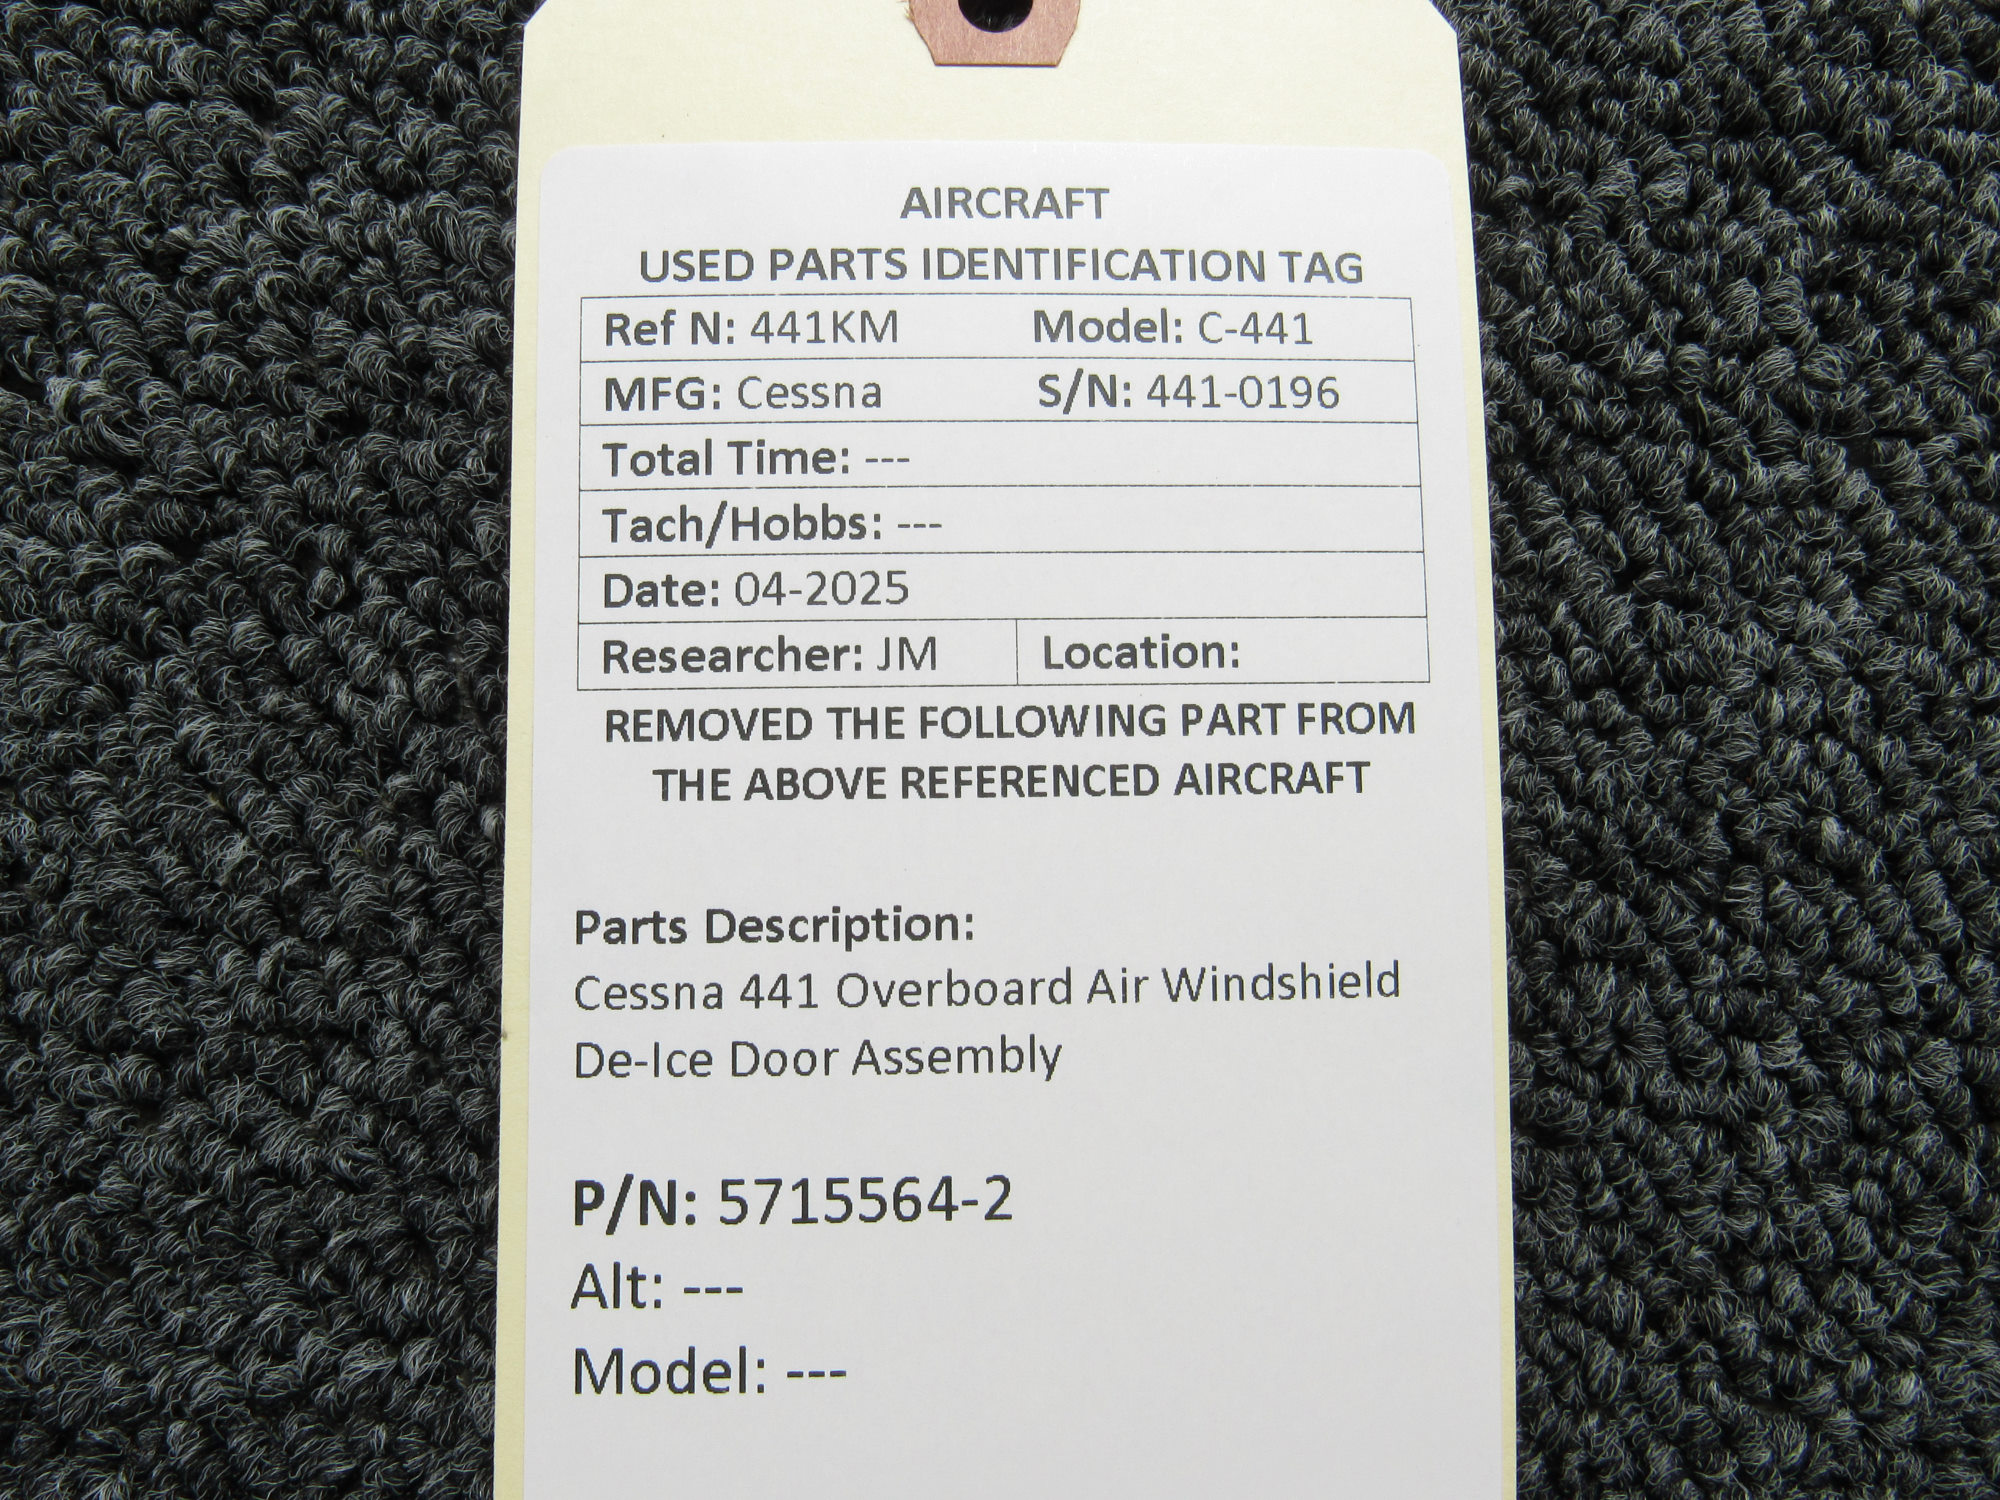 AIRCRAFT
USED PARTS IDENTIFICATION TAG
Ref N: 441KM Model: C-441
MFG: Cessna S/N: 441-0196
Total Time: ---
Tach/Hobbs: ---
Date: 04-2025
Researcher: JM Location:
REMOVED THE FOLLOWING PART FROM
THE ABOVE REFERENCED AIRCRAFT
Parts Description:
Cessna 441 Overboard Air Windshield
De-Ice Door Assembly
P/N: 5715564-2
Alt: ---
Model: ---